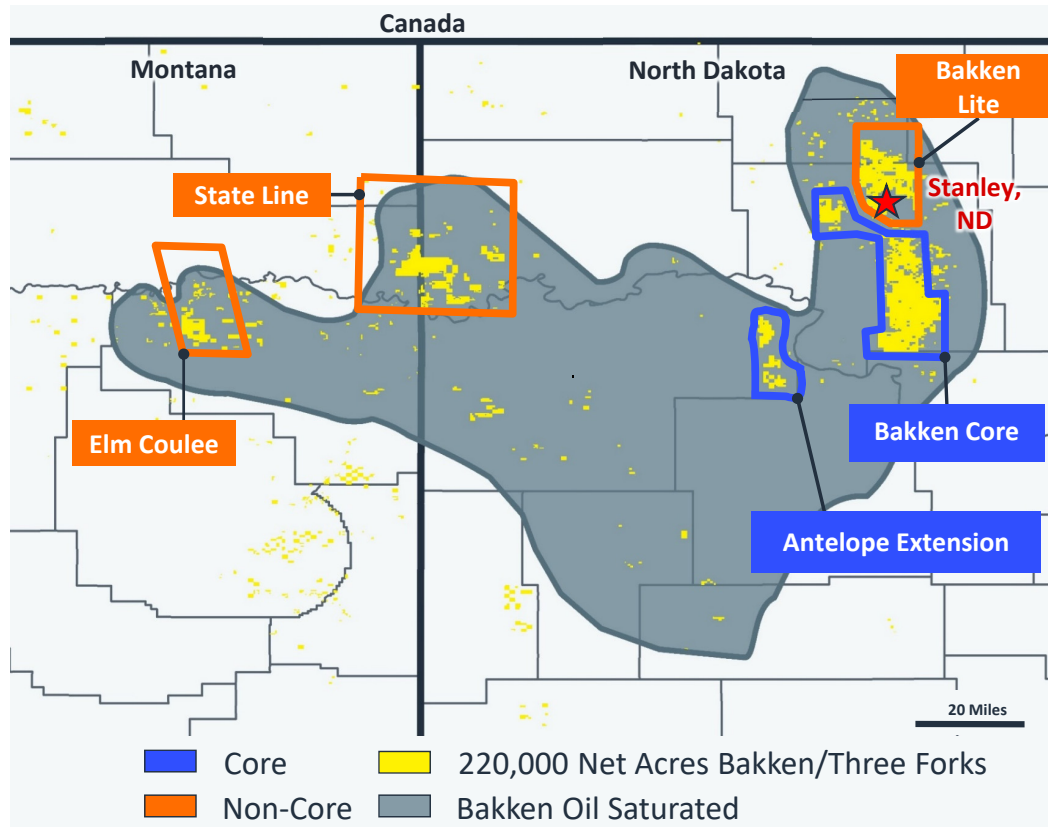 Canada
Montana
North Dakota
Bakken
Lite
State Line
Stanley,
ND
Elm Coulee
Bakken Core
Antelope Extension
20 Miles
Core
220,000 Net Acres Bakken/Three Forks
Non-Core
Bakken Oil Saturated